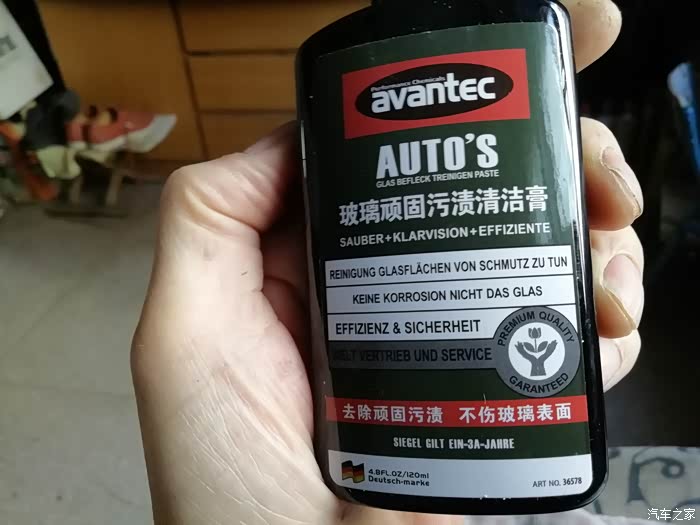 Performance Chemicals
avantec
AUTO'S
GLAS BEFLECK TREINIGEN PASTE
玻璃顽固污渍清洁膏
SAUBER+KLARVISION+EFFIZIENTE
REINIGUNG GLASFLÄCHEN VON SCHMUTZ ZU TUN
KEINE KORROSION NICHT DAS GLAS
EFFIZIENZ & SICHERHEIT
VERTRIEB UND SERVICE
PREMIUM QUALITY
GARANTEED
去除顽固污渍 不伤玻璃表面
SIEGEL GILT EIN-3A-JAHRE
4.8FL.OZ/120ml
Deutsch-marke
ART NO. 36578
汽车之家